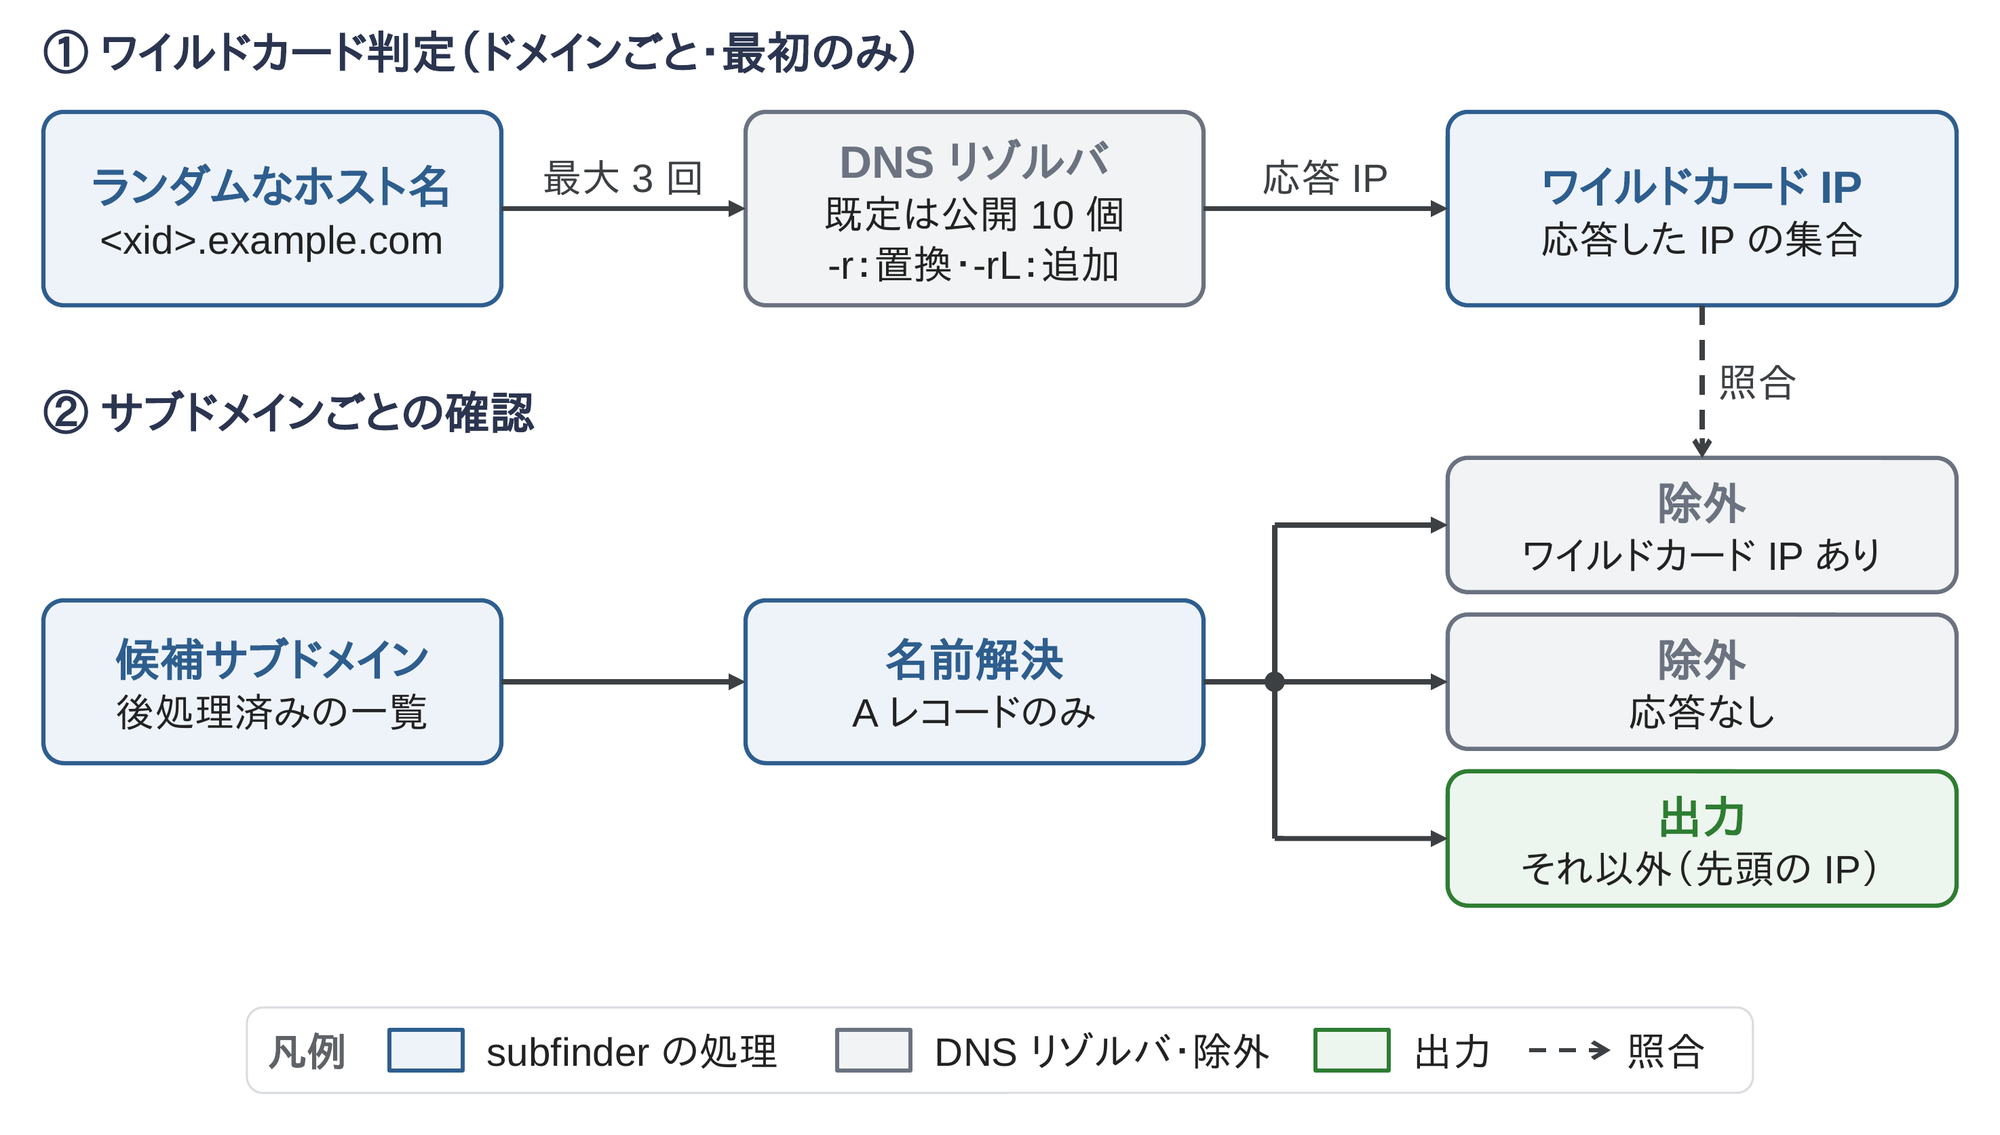 ① ワイルドカード判定（ドメインごと・最初のみ）
ランダムなホスト名
<xid>.example.com
最大 3 回
DNS リゾルバ
既定は公開 10 個
-r：置換・-rL：追加
応答 IP
ワイルドカード IP
応答した IP の集合
照合
② サブドメインごとの確認
候補サブドメイン
後処理済みの一覧
名前解決
A レコードのみ
除外
ワイルドカード IP あり
除外
応答なし
出力
それ以外（先頭の IP）
凡例
subfinder の処理
DNS リゾルバ・除外
出力
照合